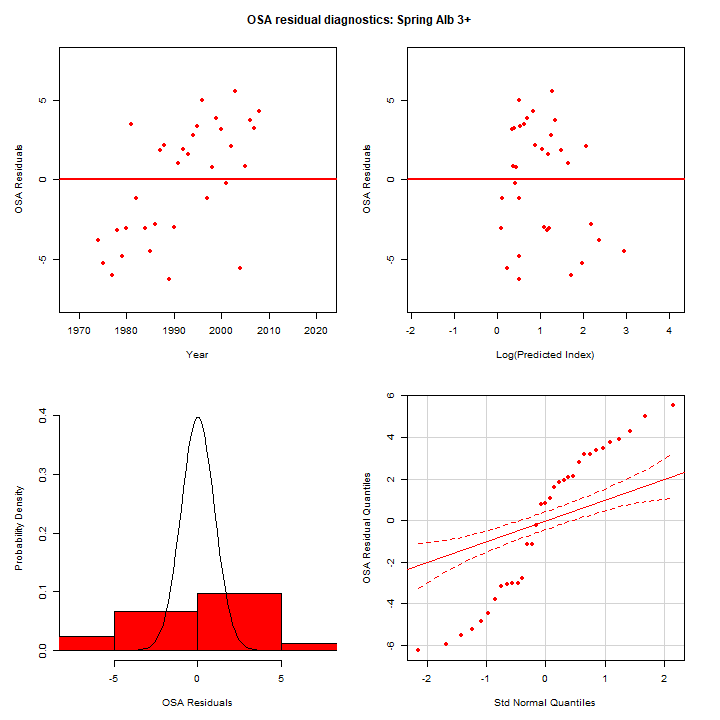 OSA residual diagnostics: Spring Alb 3+
OSA Residuals
5
0
-5
1970 1980 1990 2000 2010 2020
Year
OSA Residuals
5
0
-5
-2 -1 0 1 2 3 4
Log(Predicted Index)
Probability Density
0.4
0.3
0.2
0.1
0.0
-5 0 5
OSA Residuals
OSA Residual Quantiles
6
4
2
0
-2
-4
-6
-2 -1 0 1 2
Std Normal Quantiles